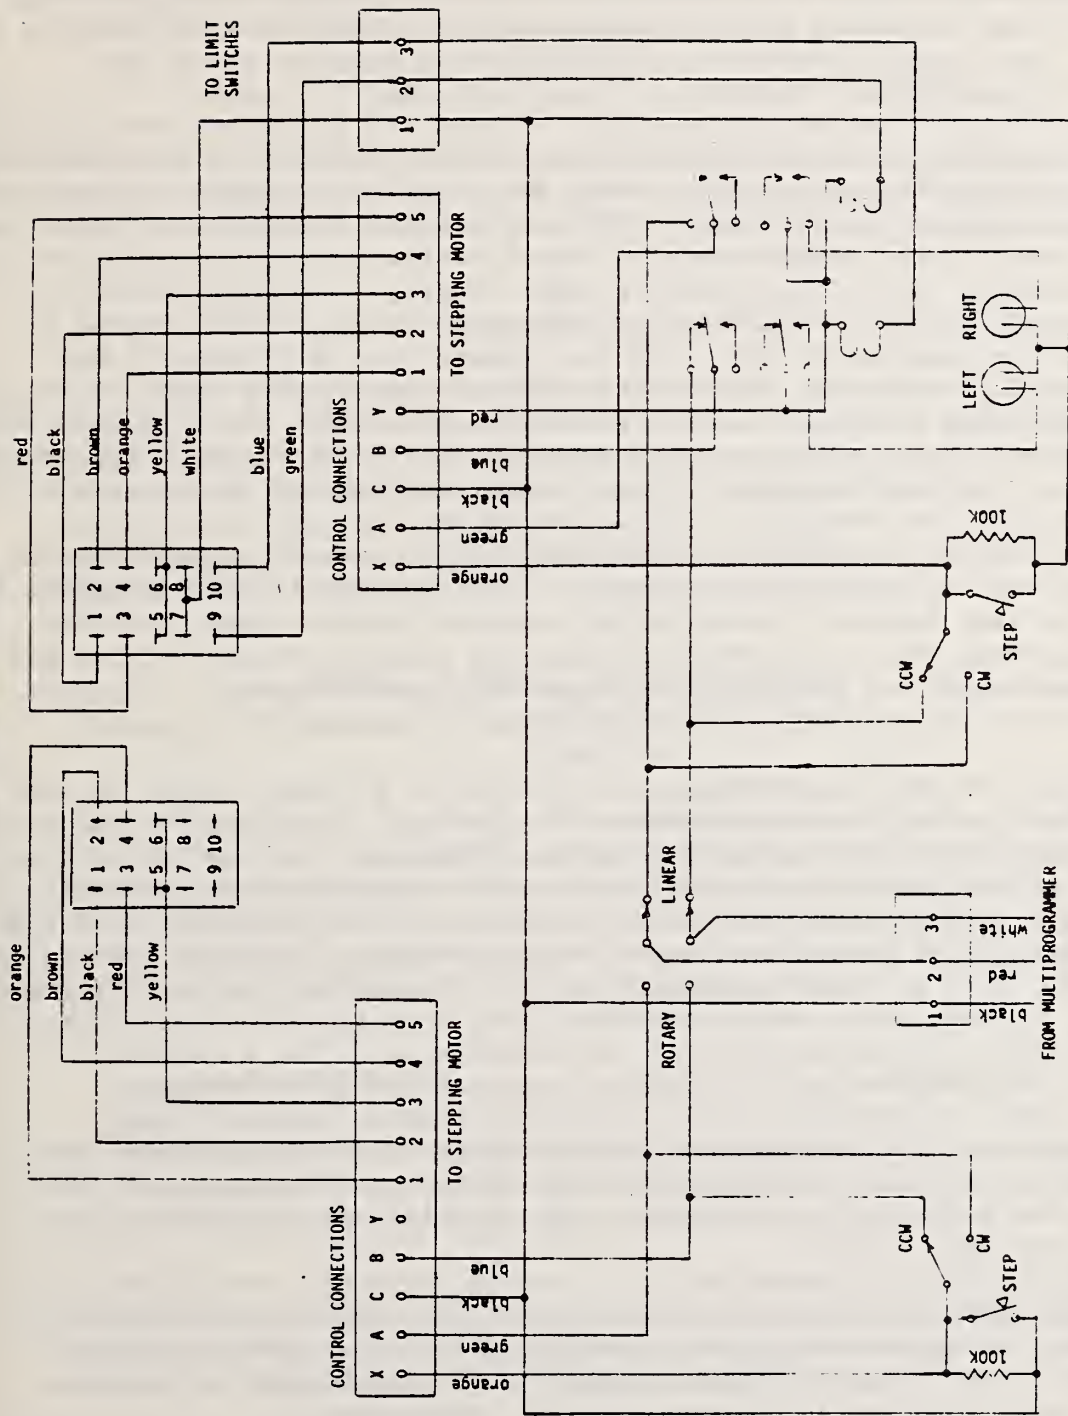 TO LIMIT
SWITCHES
1 2 3
red
black
brown
orange
yellow
white
blue
green
1 2
3 4
5 6
7 8
9 10
CONTROL CONNECTIONS
X A C B Y 1 2 3 4 5
TO STEPPING MOTOR
orange
green
black
blue
red
LEFT
RIGHT
100K
STEP
CCW
CW
orange
brown
black
red
yellow
1 2
3 4
5 6
7 8
9 10
CONTROL CONNECTIONS
X A C B Y 1 2 3 4 5
TO STEPPING MOTOR
orange
green
black
blue
ROTARY
LINEAR
1 2 3
black
red
white
FROM MULTIPROGRAMMER
CCW
CW
STEP
100K